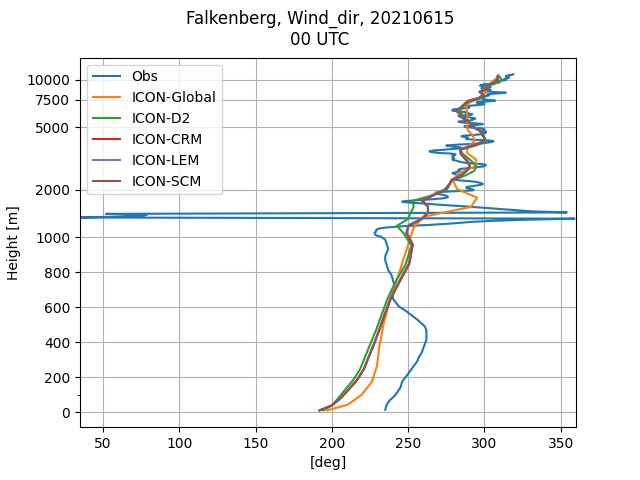 Falkenberg, Wind_dir, 20210615
00 UTC
Obs
ICON-Global
ICON-D2
ICON-CRM
ICON-LEM
ICON-SCM
10000
7500
5000
2000
1000
800
600
400
200
0
Height [m]
50 100 150 200 250 300 350
[deg]